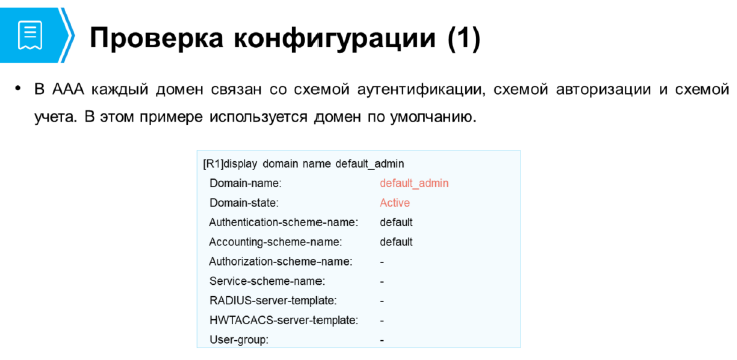 Проверка конфигурации (1)
• В ААА каждый домен связан со схемой аутентификации, схемой авторизации и схемой
учета. В этом примере используется домен по умолчанию.
[R1]display domain name default_admin
Domain-name: default_admin
Domain-state: Active
Authentication-scheme-name: default
Accounting-scheme-name: default
Authorization-scheme-name: -
Service-scheme-name: -
RADIUS-server-template: -
HWTACACS-server-template: -
User-group: -